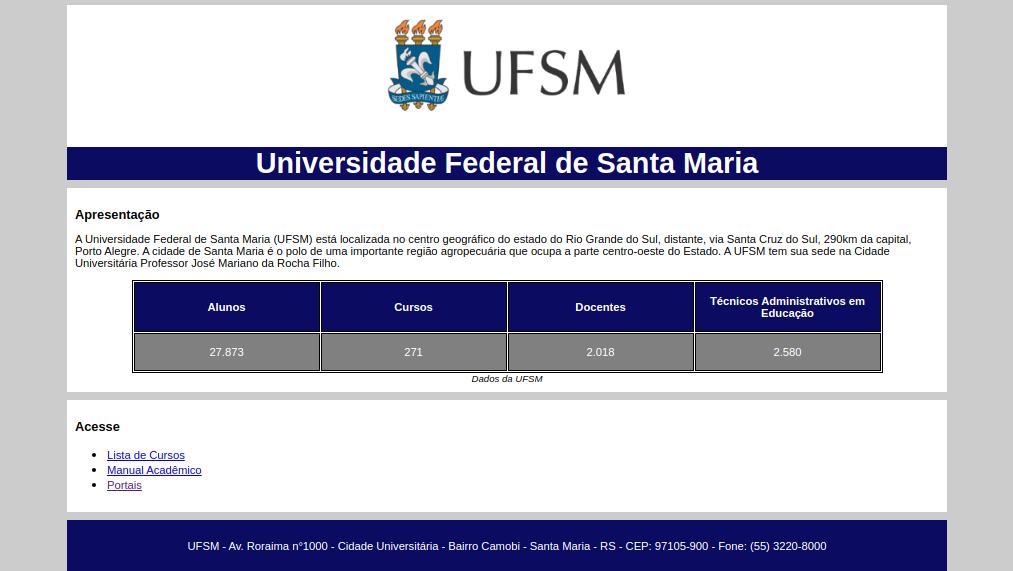 SEDES SAPIENTIAE
UFSM
Universidade Federal de Santa Maria
Apresentação
A Universidade Federal de Santa Maria (UFSM) está localizada no centro geográfico do estado do Rio Grande do Sul, distante, via Santa Cruz do Sul, 290km da capital,
Porto Alegre. A cidade de Santa Maria é o polo de uma importante região agropecuária que ocupa a parte centro-oeste do Estado. A UFSM tem sua sede na Cidade
Universitária Professor José Mariano da Rocha Filho.
Alunos Cursos Docentes Técnicos Administrativos em
Educação
27.873 271 2.018 2.580
Dados da UFSM
Acesse
Lista de Cursos
Manual Acadêmico
Portais
UFSM - Av. Roraima n°1000 - Cidade Universitária - Bairro Camobi - Santa Maria - RS - CEP: 97105-900 - Fone: (55) 3220-8000